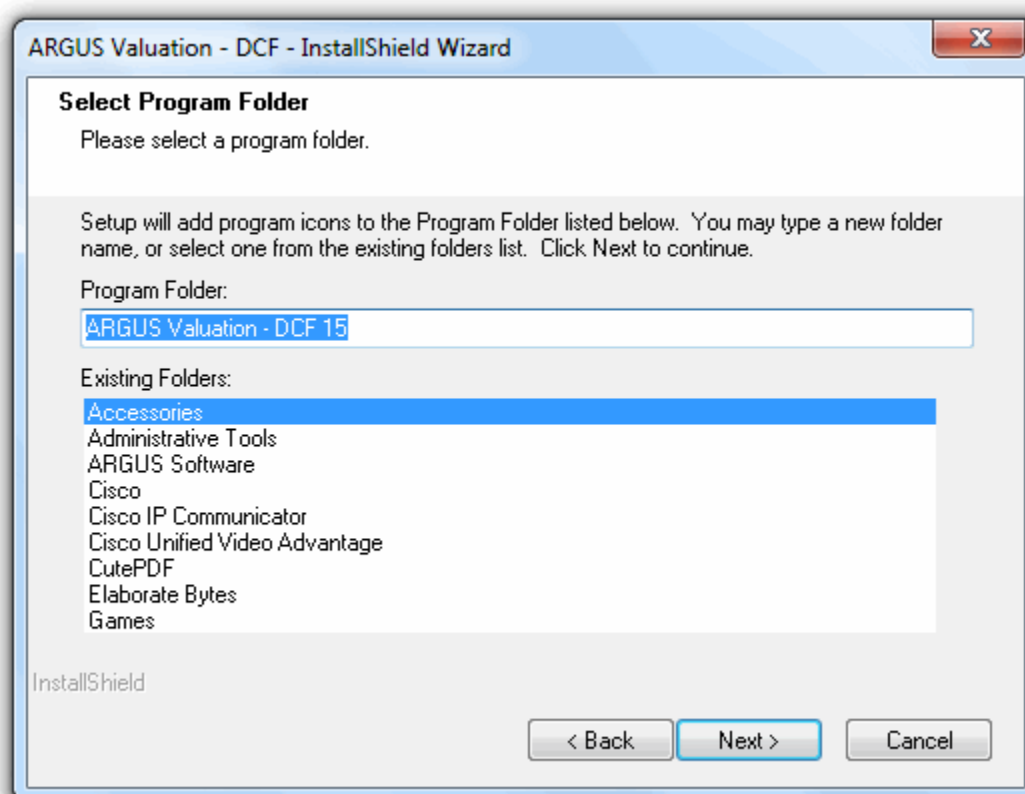 ARGUS Valuation - DCF - InstallShield Wizard
Select Program Folder
Please select a program folder.
Setup will add program icons to the Program Folder listed below.  You may type a new folder
name, or select one from the existing folders list.  Click Next to continue.
Program Folder:
ARGUS Valuation - DCF 15
Existing Folders:
Accessories
Administrative Tools
ARGUS Software
Cisco
Cisco IP Communicator
Cisco Unified Video Advantage
CutePDF
Elaborate Bytes
Games
InstallShield
< Back Next > Cancel